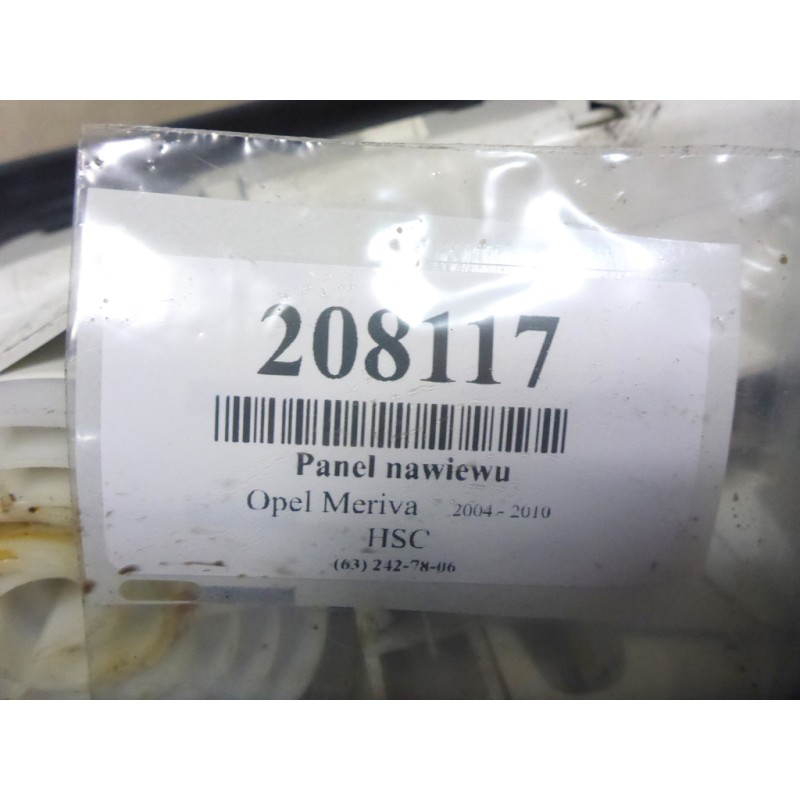 208117
Panel nawiewu
Opel Meriva 2004 - 2010
HSC
(63) 242-78-06